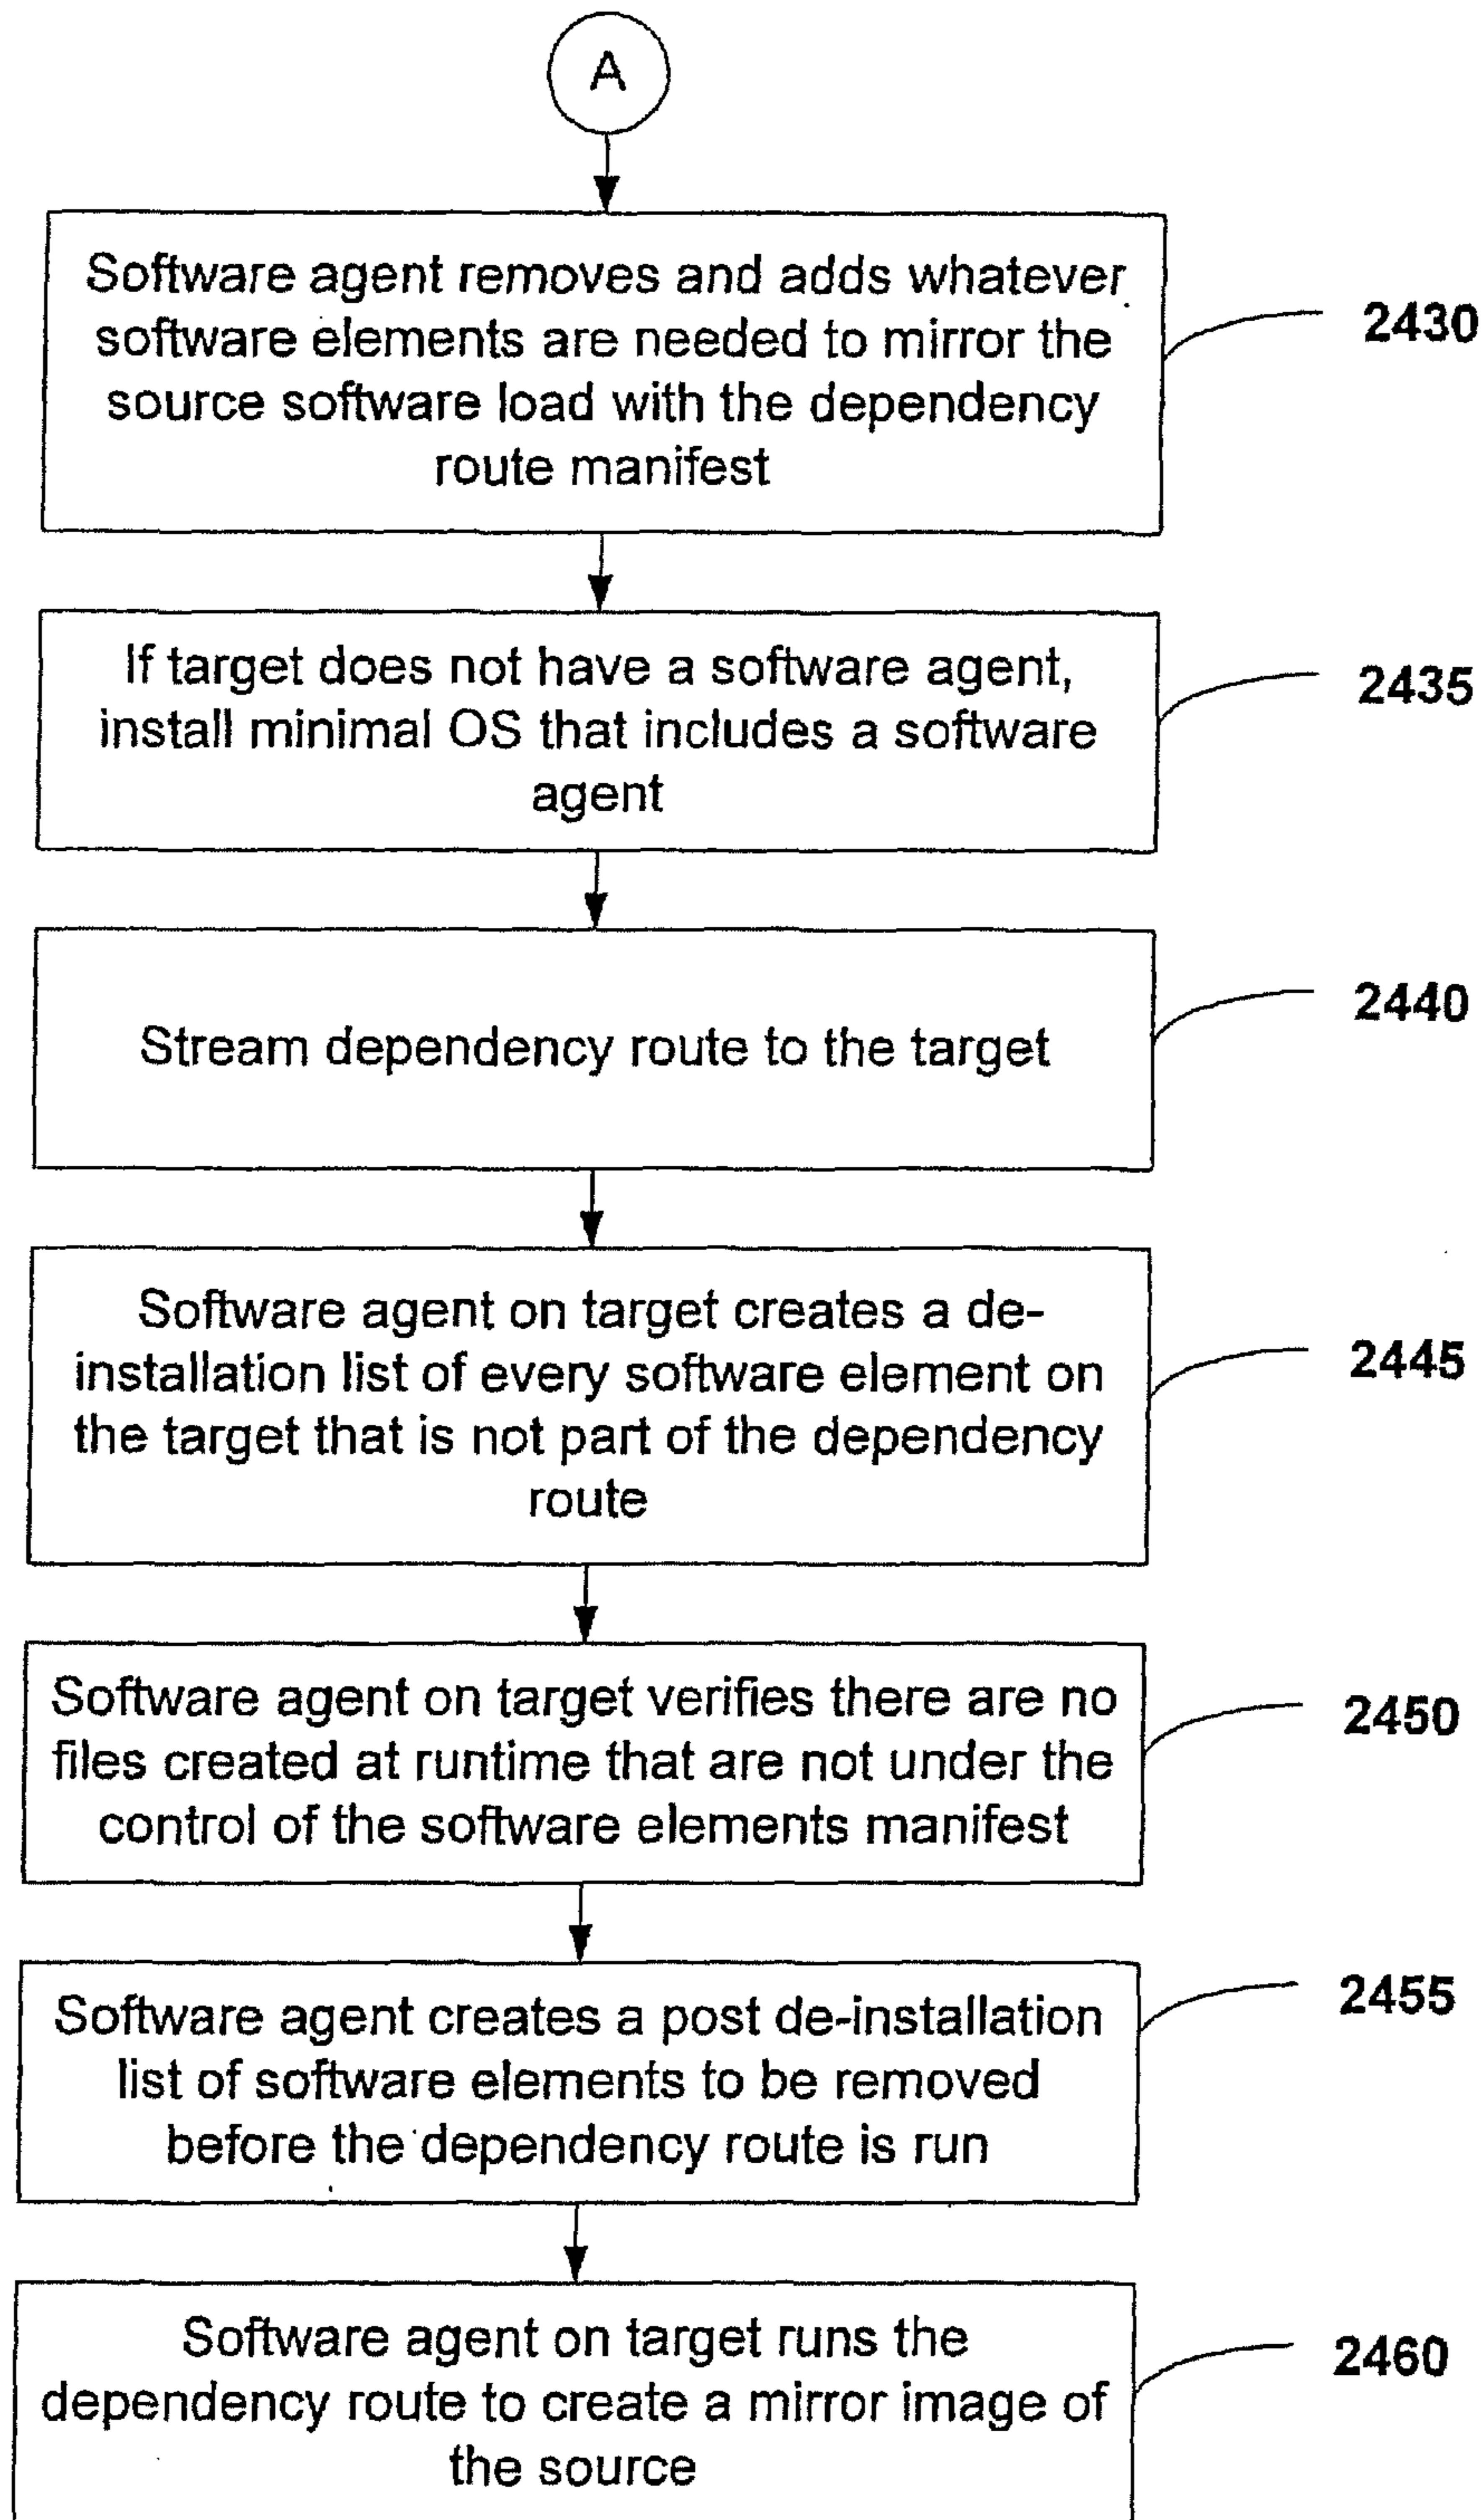 A
Software agent removes and adds whatever
software elements are needed to mirror the
source software load with the dependency
route manifest
2430
If target does not have a software agent,
install minimal OS that includes a software
agent
2435
Stream dependency route to the target
2440
Software agent on target creates a de-
installation list of every software element on
the target that is not part of the dependency
route
2445
Software agent on target verifies there are no
files created at runtime that are not under the
control of the software elements manifest
2450
Software agent creates a post de-installation
list of software elements to be removed
before the dependency route is run
2455
Software agent on target runs the
dependency route to create a mirror image of
the source
2460